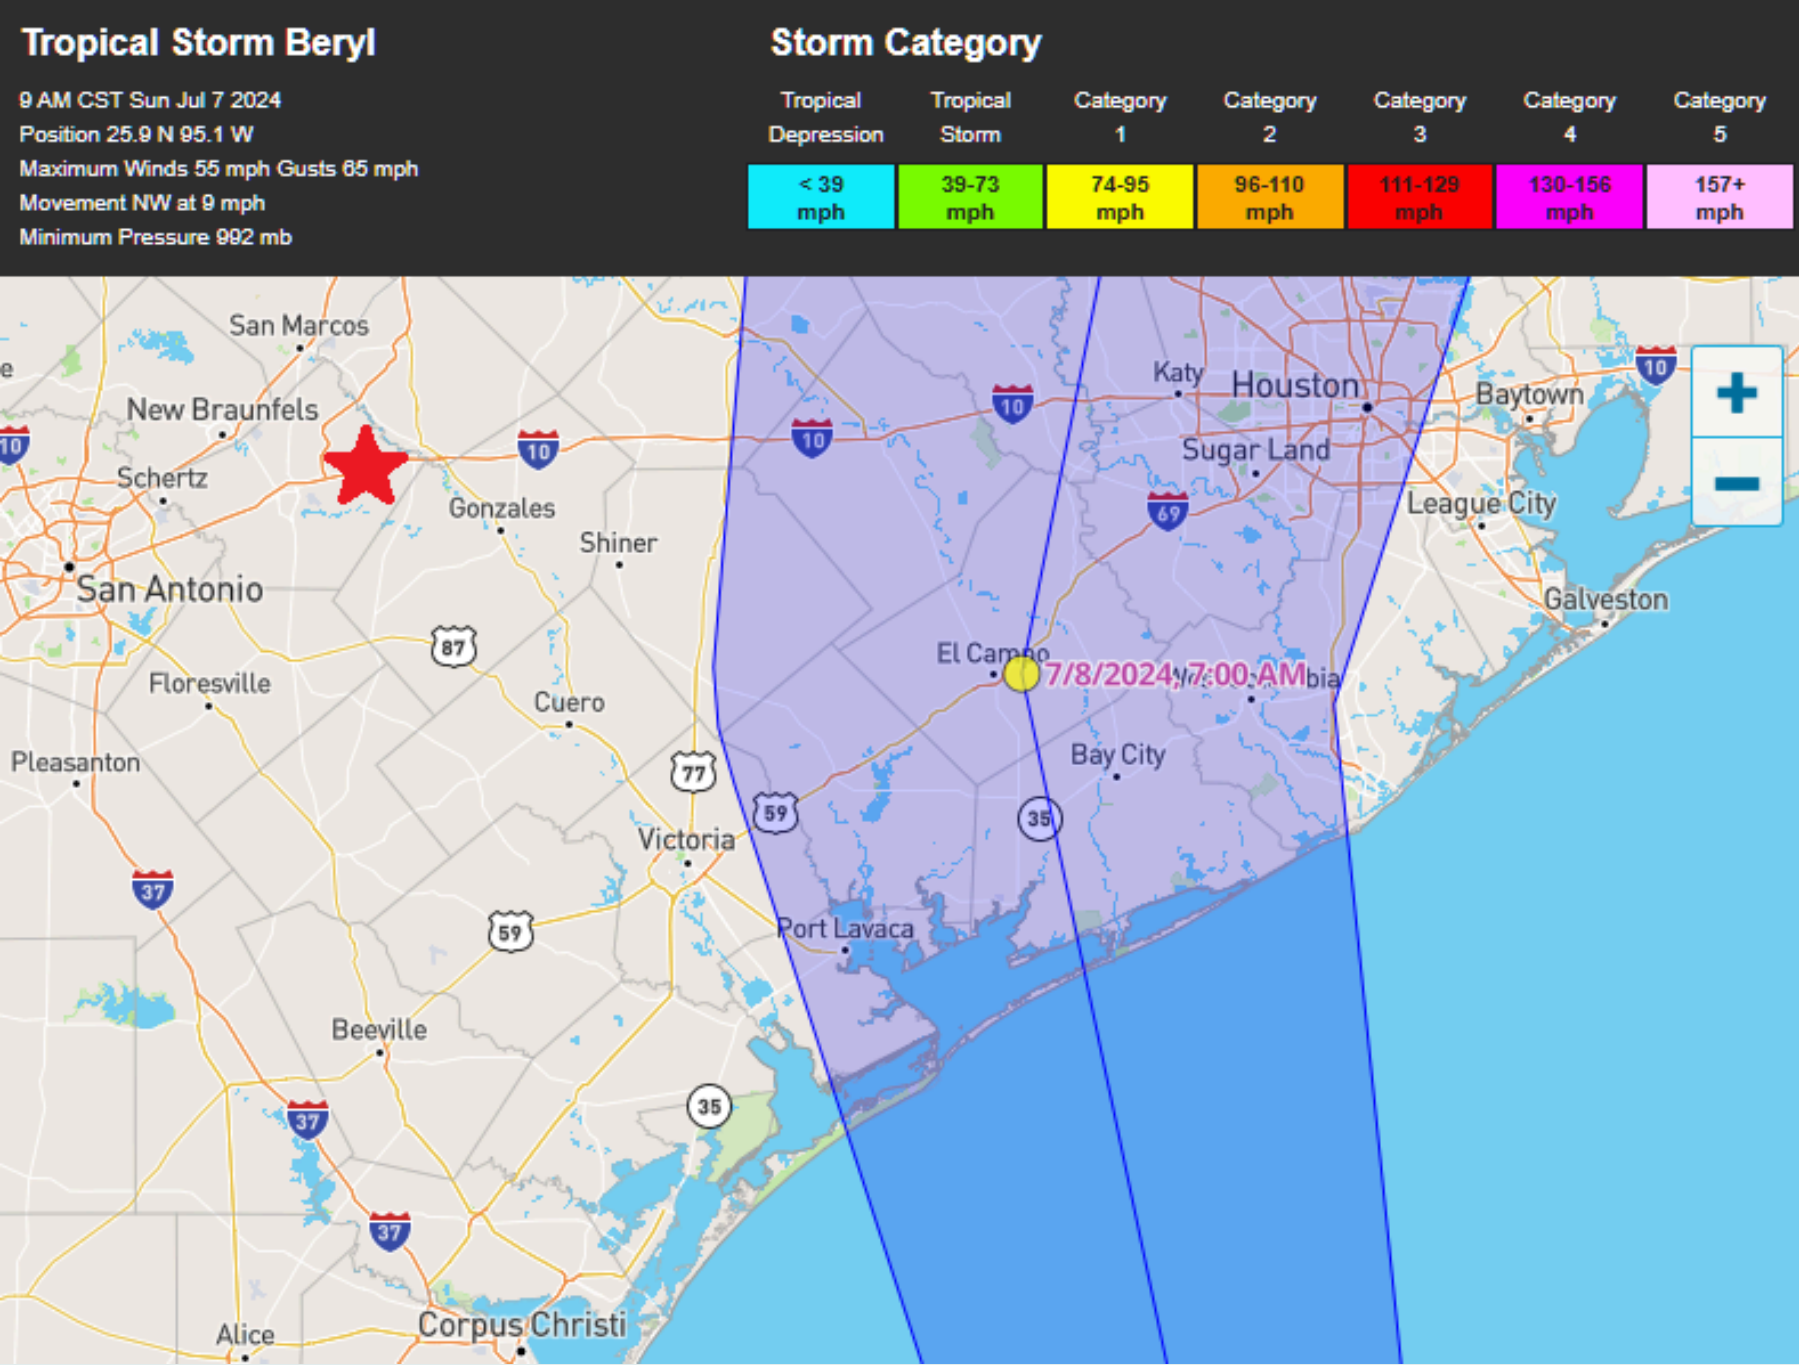 Tropical Storm Beryl
9 AM CST Sun Jul 7 2024
Position 25.9 N 95.1 W
Maximum Winds 55 mph Gusts 65 mph
Movement NW at 9 mph
Minimum Pressure 992 mb
Storm Category
Tropical Depression
< 39 mph
Tropical Storm
39-73 mph
Category 1
74-95 mph
Category 2
96-110 mph
Category 3
111-129 mph
Category 4
130-156 mph
Category 5
157+ mph
San Marcos
e
New Braunfels
10
Schertz
10
Gonzales
Shiner
San Antonio
10
10
Katy
Houston
Baytown
10
+
−
Sugar Land
69
League City
Galveston
87
Floresville
Cuero
El Campo
7/8/2024, 7:00 AM
bia
Pleasanton
77
59
Bay City
35
Victoria
37
59
Port Lavaca
Beeville
35
37
37
Corpus Christi
Alice